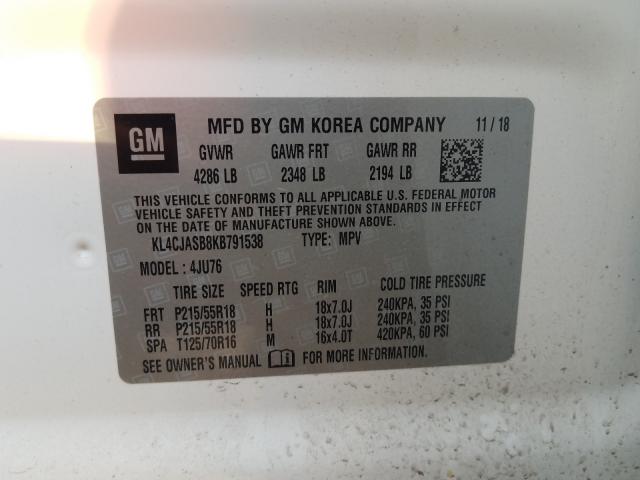 GM MFD BY GM KOREA COMPANY 11 / 18
GVWR GAWR FRT GAWR RR
4286 LB 2348 LB 2194 LB
THIS VEHICLE CONFORMS TO ALL APPLICABLE U.S. FEDERAL MOTOR
VEHICLE SAFETY AND THEFT PREVENTION STANDARDS IN EFFECT
ON THE DATE OF MANUFACTURE SHOWN ABOVE.
KL4CJASB8KB791538 TYPE: MPV
MODEL : 4JU76
TIRE SIZE SPEED RTG RIM COLD TIRE PRESSURE
FRT P215/55R18 H 18x7.0J 240KPA, 35 PSI
RR P215/55R18 H 18x7.0J 240KPA, 35 PSI
SPA T125/70R16 M 16x4.0T 420KPA, 60 PSI
SEE OWNER'S MANUAL FOR MORE INFORMATION.